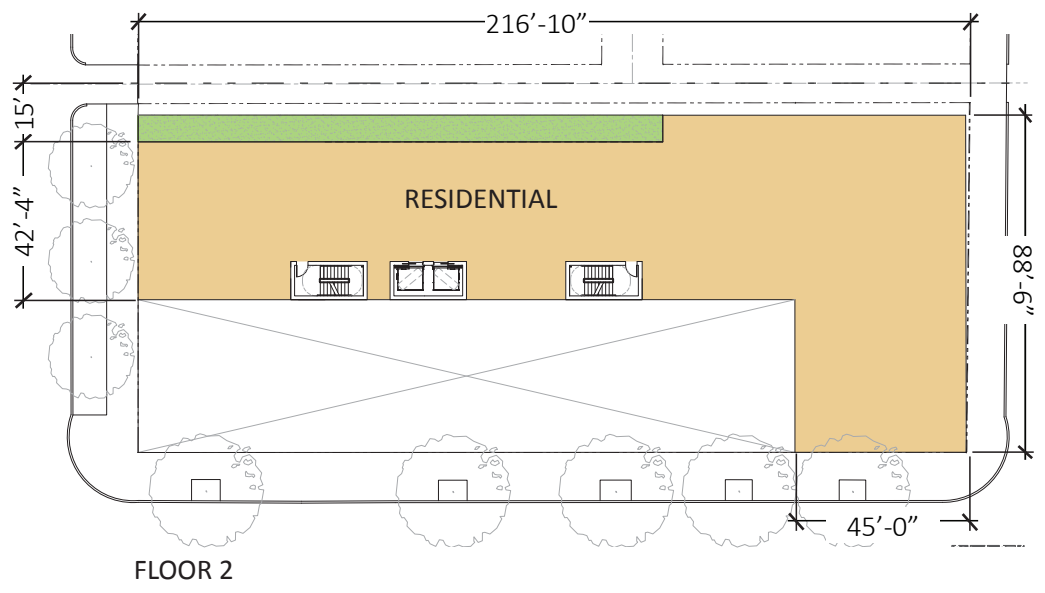 216’-10”
15’
RESIDENTIAL
42’-4”
88’-6”
45’-0”
FLOOR 2